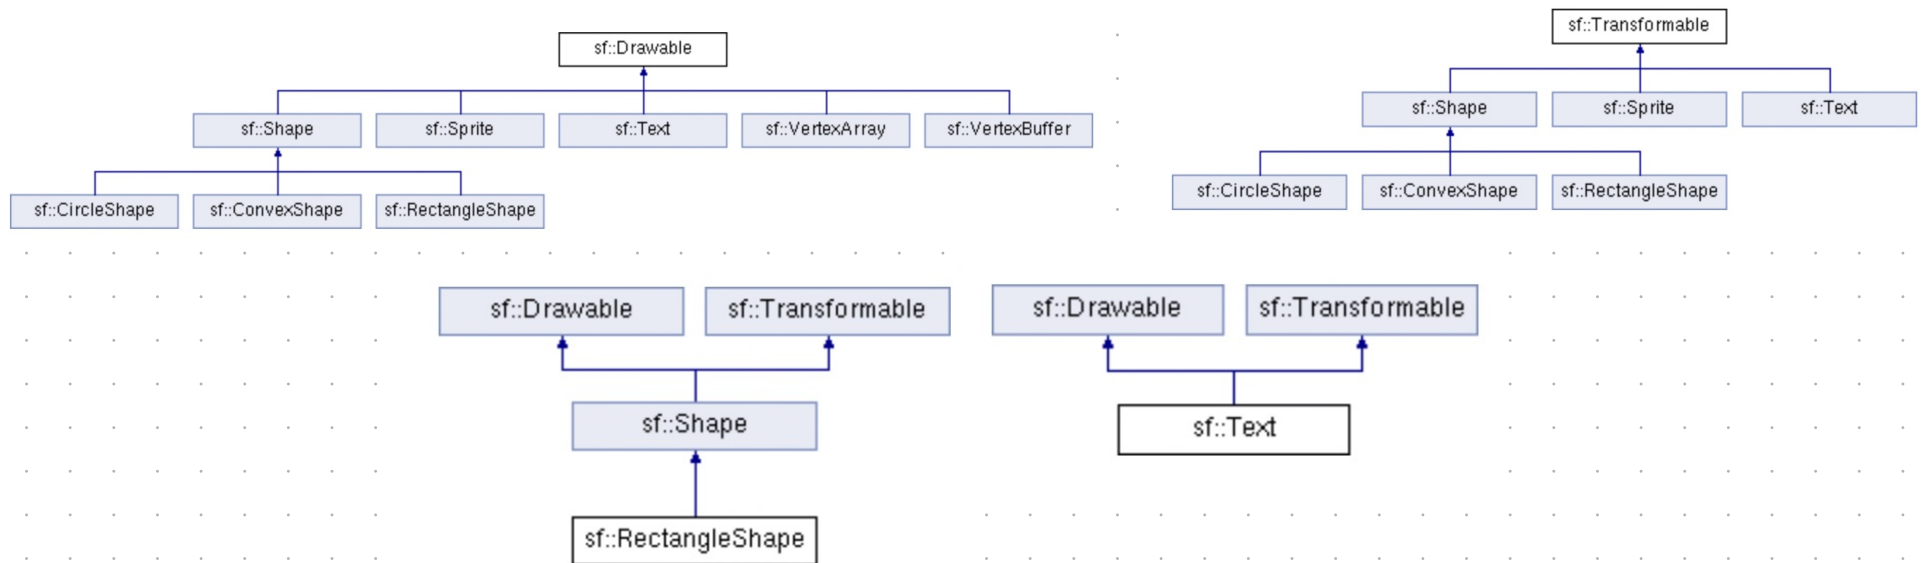 sf::Drawable
sf::Shape
sf::Sprite
sf::Text
sf::VertexArray
sf::VertexBuffer
sf::CircleShape
sf::ConvexShape
sf::RectangleShape
sf::Transformable
sf::Shape
sf::Sprite
sf::Text
sf::CircleShape
sf::ConvexShape
sf::RectangleShape
sf::Drawable
sf::Transformable
sf::Shape
sf::RectangleShape
sf::Drawable
sf::Transformable
sf::Text